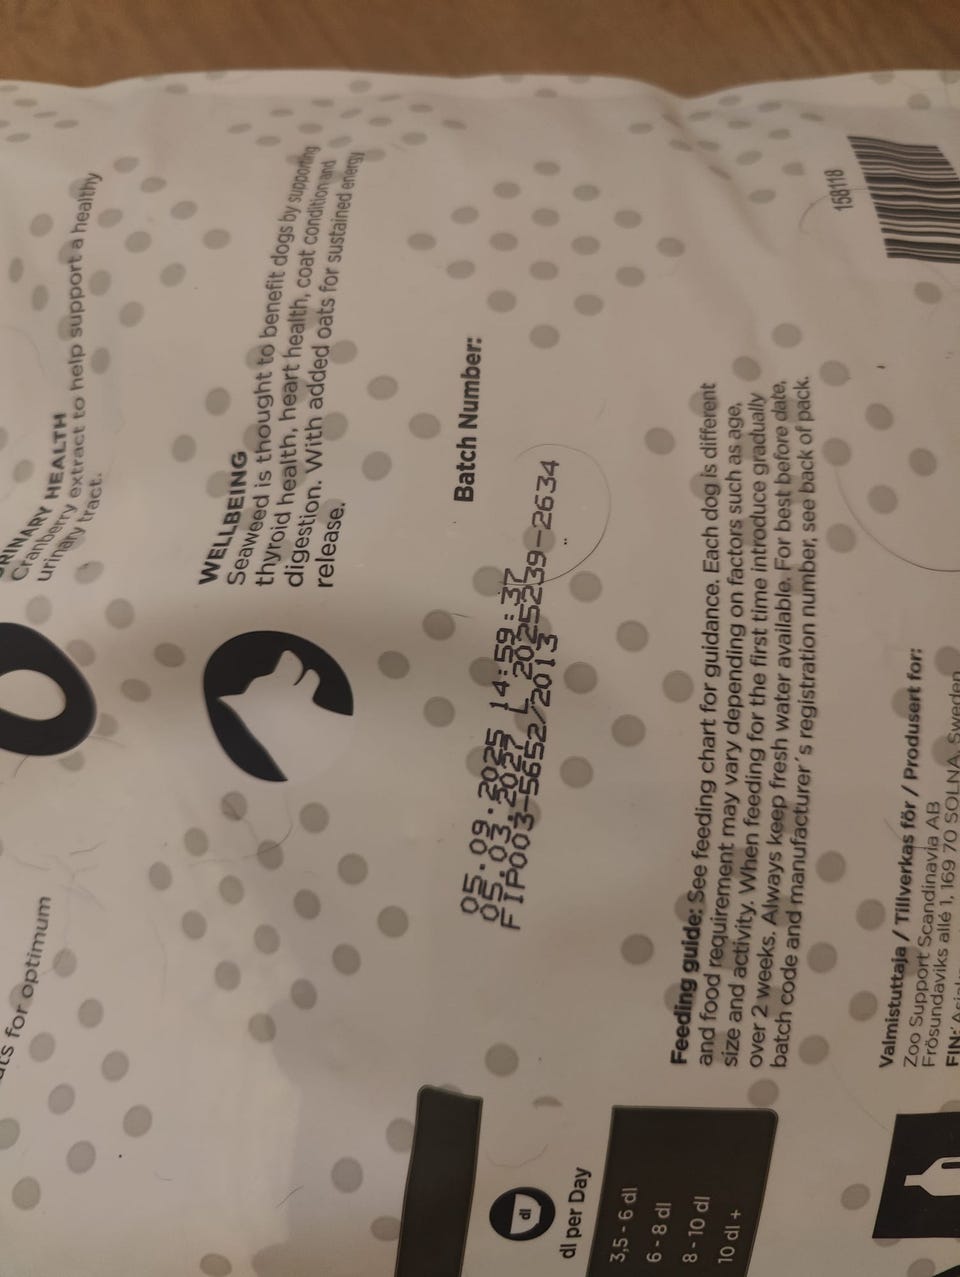 URINARY HEALTH
Cranberry extract to help support a healthy
urinary tract.
for optimum
WELLBEING
Seaweed is thought to benefit dogs by supporting
thyroid health, heart health, coat condition and
digestion. With added oats for sustained energy
release.
Batch Number:
05.09.2025 14:59:37
05.03.2027 L 2025239-2634
FIP003-5652/2013
dl
dl per Day
3,5 - 6 dl
6 - 8 dl
8 - 10 dl
10 dl +
Feeding guide: See feeding chart for guidance. Each dog is different
and food requirement may vary depending on factors such as age,
size and activity. When feeding for the first time introduce gradually
over 2 weeks. Always keep fresh water available. For best before date,
batch code and manufacturer´s registration number, see back of pack.
158118
Valmistuttaja / Tillverkas för / Produsert for:
Zoo Support Scandinavia AB
Frösundaviks allé 1, 169 70 SOLNA, Sweden
FIN: